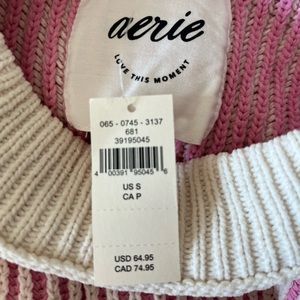 aerie
LOVE THIS MOMENT
065 - 0745 - 3137
681
39195045
4 00391 95045 6
US S
CA P
USD 64.95
CAD 74.95